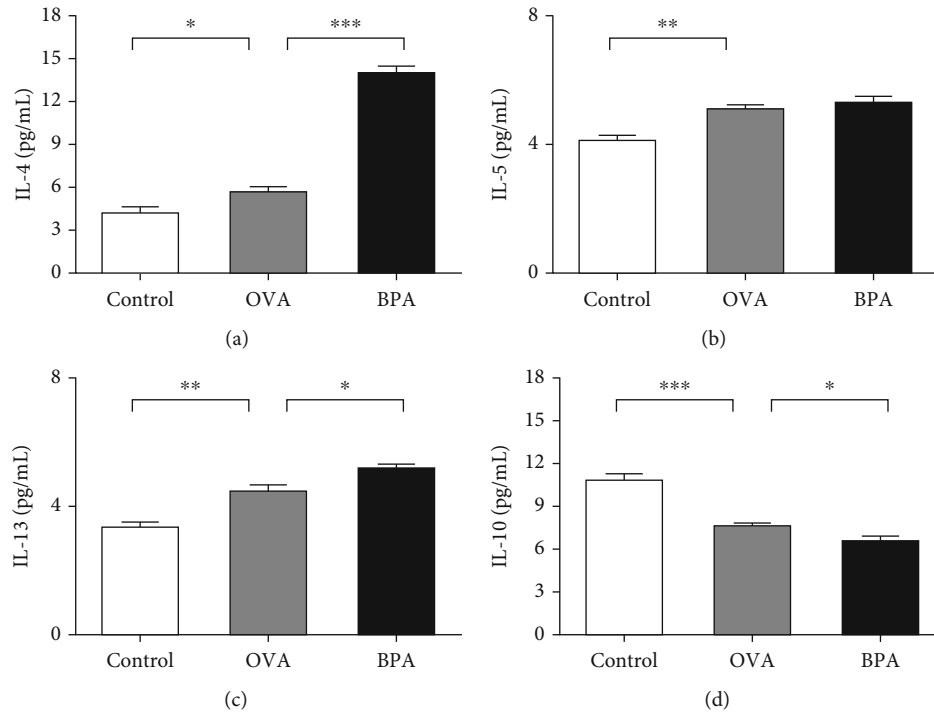 IL-4 (pg/mL)
18
15
12
9
6
3
0
*
***
Control
OVA
BPA
(a)
IL-5 (pg/mL)
8
4
0
**
Control
OVA
BPA
(b)
IL-13 (pg/mL)
8
4
0
**
*
Control
OVA
BPA
(c)
IL-10 (pg/mL)
18
15
12
9
6
3
0
***
*
Control
OVA
BPA
(d)